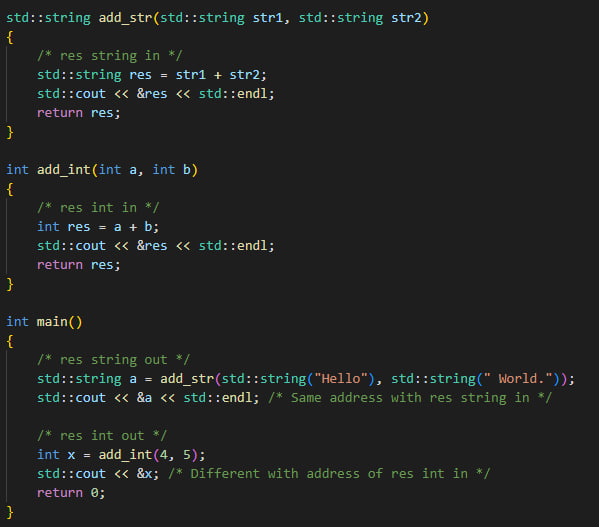 std::string add_str(std::string str1, std::string str2)
{
    /* res string in */
    std::string res = str1 + str2;
    std::cout << &res << std::endl;
    return res;
}

int add_int(int a, int b)
{
    /* res int in */
    int res = a + b;
    std::cout << &res << std::endl;
    return res;
}

int main()
{
    /* res string out */
    std::string a = add_str(std::string("Hello"), std::string(" World."));
    std::cout << &a << std::endl; /* Same address with res string in */

    /* res int out */
    int x = add_int(4, 5);
    std::cout << &x; /* Different with address of res int in */
    return 0;
}